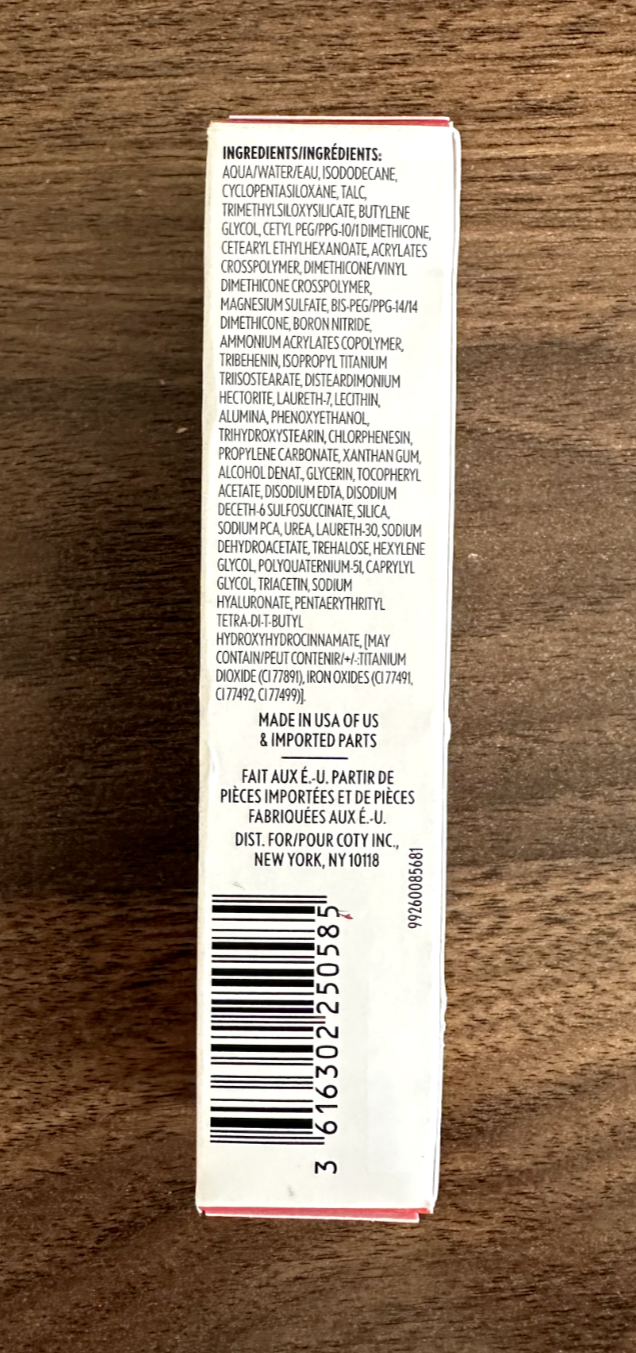 INGREDIENTS/INGRÉDIENTS:
AQUA/WATER/EAU, ISODODECANE,
CYCLOPENTASILOXANE, TALC,
TRIMETHYLSILOXYSILICATE, BUTYLENE
GLYCOL, CETYL PEG/PPG-10/1 DIMETHICONE,
CETEARYL ETHYLHEXANOATE, ACRYLATES
CROSSPOLYMER, DIMETHICONE/VINYL
DIMETHICONE CROSSPOLYMER,
MAGNESIUM SULFATE, BIS-PEG/PPG-14/14
DIMETHICONE, BORON NITRIDE,
AMMONIUM ACRYLATES COPOLYMER,
TRIBEHENIN, ISOPROPYL TITANIUM
TRIISOSTEARATE, DISTEARDIMONIUM
HECTORITE, LAURETH-7, LECITHIN,
ALUMINA, PHENOXYETHANOL,
TRIHYDROXYSTEARIN, CHLORPHENESIN,
PROPYLENE CARBONATE, XANTHAN GUM,
ALCOHOL DENAT., GLYCERIN, TOCOPHERYL
ACETATE, DISODIUM EDTA, DISODIUM
DECETH-6 SULFOSUCCINATE, SILICA,
SODIUM PCA, UREA, LAURETH-30, SODIUM
DEHYDROACETATE, TREHALOSE, HEXYLENE
GLYCOL, POLYQUATERNIUM-51, CAPRYLYL
GLYCOL, TRIACETIN, SODIUM
HYALURONATE, PENTAERYTHRITYL
TETRA-DI-T-BUTYL
HYDROXYHYDROCINNAMATE, [MAY
CONTAIN/PEUT CONTENIR/+/-:TITANIUM
DIOXIDE (CI 77891), IRON OXIDES (CI 77491,
CI 77492, CI 77499)].
MADE IN USA OF US
& IMPORTED PARTS
FAIT AUX É.-U. PARTIR DE
PIÈCES IMPORTÉES ET DE PIÈCES
FABRIQUÉES AUX É.-U.
DIST. FOR/POUR COTY INC.,
NEW YORK, NY 10118
99260085681
3 616302 250585